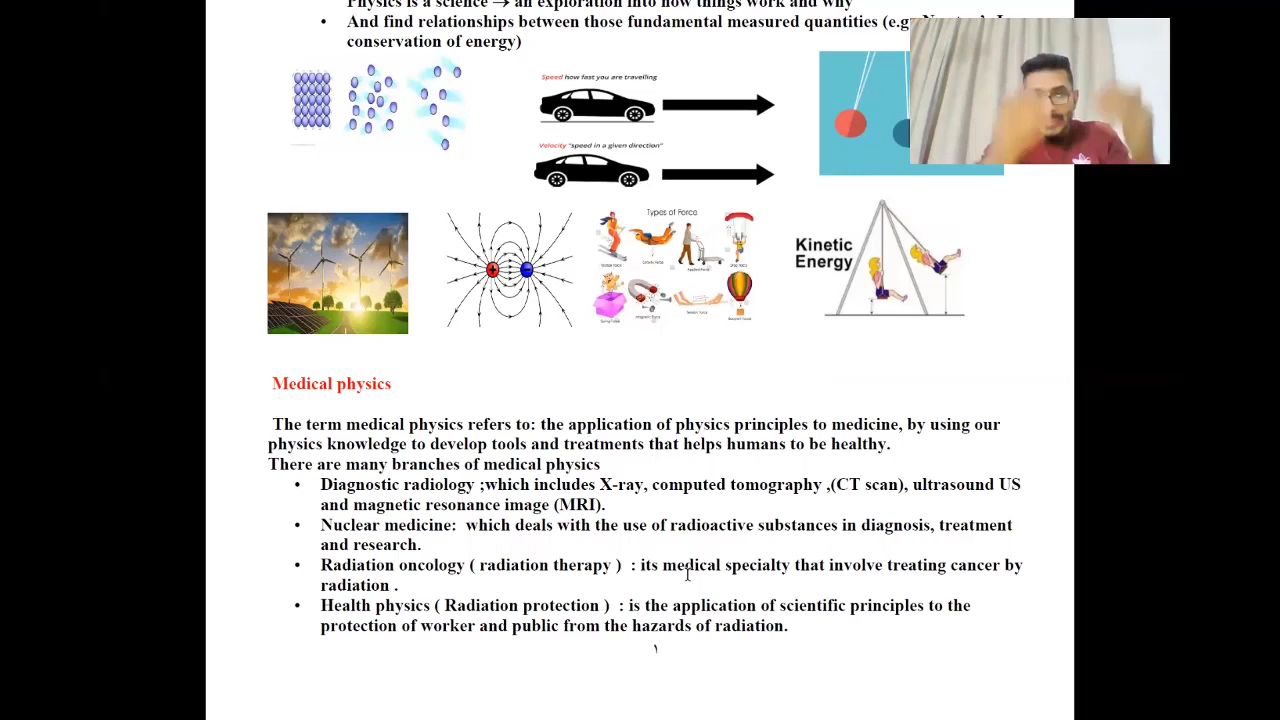 Physics is a science → an exploration into how things work and why
• And find relationships between those fundamental measured quantities (e.g.
conservation of energy)
Speed how fast you are travelling
Velocity "speed in a given direction"
Types of Force
Kinetic
Energy
+
-
Medical physics
The term medical physics refers to: the application of physics principles to medicine, by using our
physics knowledge to develop tools and treatments that helps humans to be healthy.
There are many branches of medical physics
• Diagnostic radiology ;which includes X-ray, computed tomography ,(CT scan), ultrasound US
and magnetic resonance image (MRI).
• Nuclear medicine: which deals with the use of radioactive substances in diagnosis, treatment
and research.
• Radiation oncology ( radiation therapy ) : its medical specialty that involve treating cancer by
radiation .
• Health physics ( Radiation protection ) : is the application of scientific principles to the
protection of worker and public from the hazards of radiation.
١